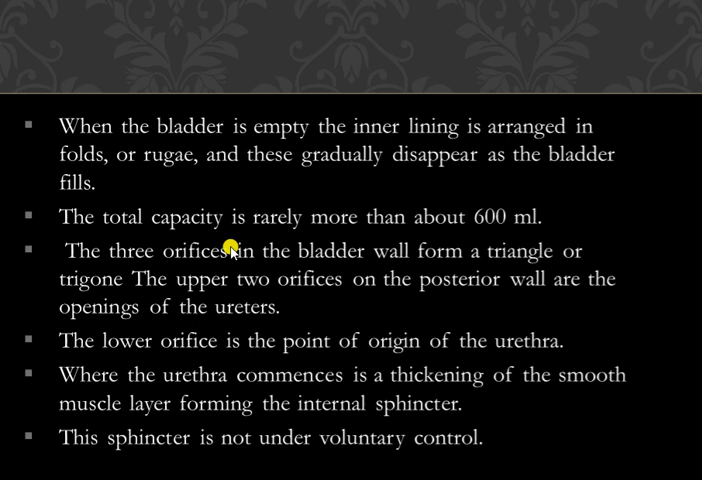 When the bladder is empty the inner lining is arranged in
folds, or rugae, and these gradually disappear as the bladder
fills.
The total capacity is rarely more than about 600 ml.
The three orifices in the bladder wall form a triangle or
trigone The upper two orifices on the posterior wall are the
openings of the ureters.
The lower orifice is the point of origin of the urethra.
Where the urethra commences is a thickening of the smooth
muscle layer forming the internal sphincter.
This sphincter is not under voluntary control.